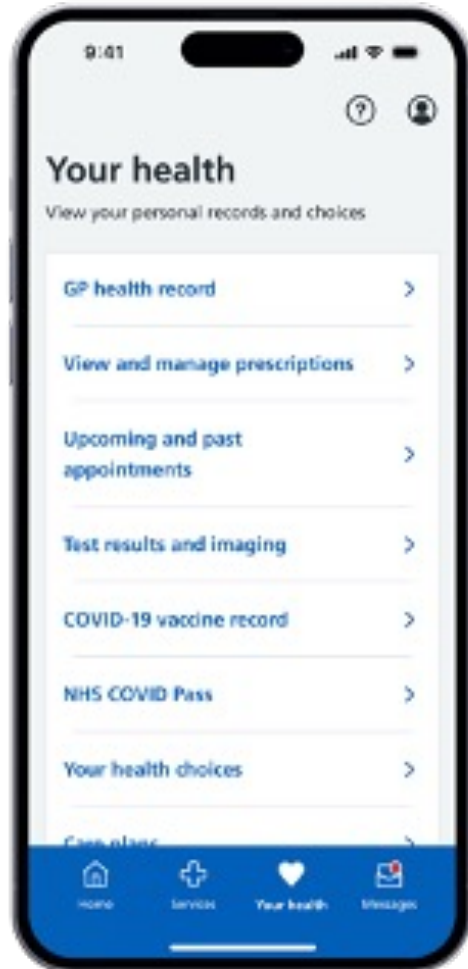 9:41
Your health
View your personal records and choices
GP health record
View and manage prescriptions
Upcoming and past
appointments
Test results and imaging
COVID-19 vaccine record
NHS COVID Pass
Your health choices
Care plans
Home
Services
Your health
Messages